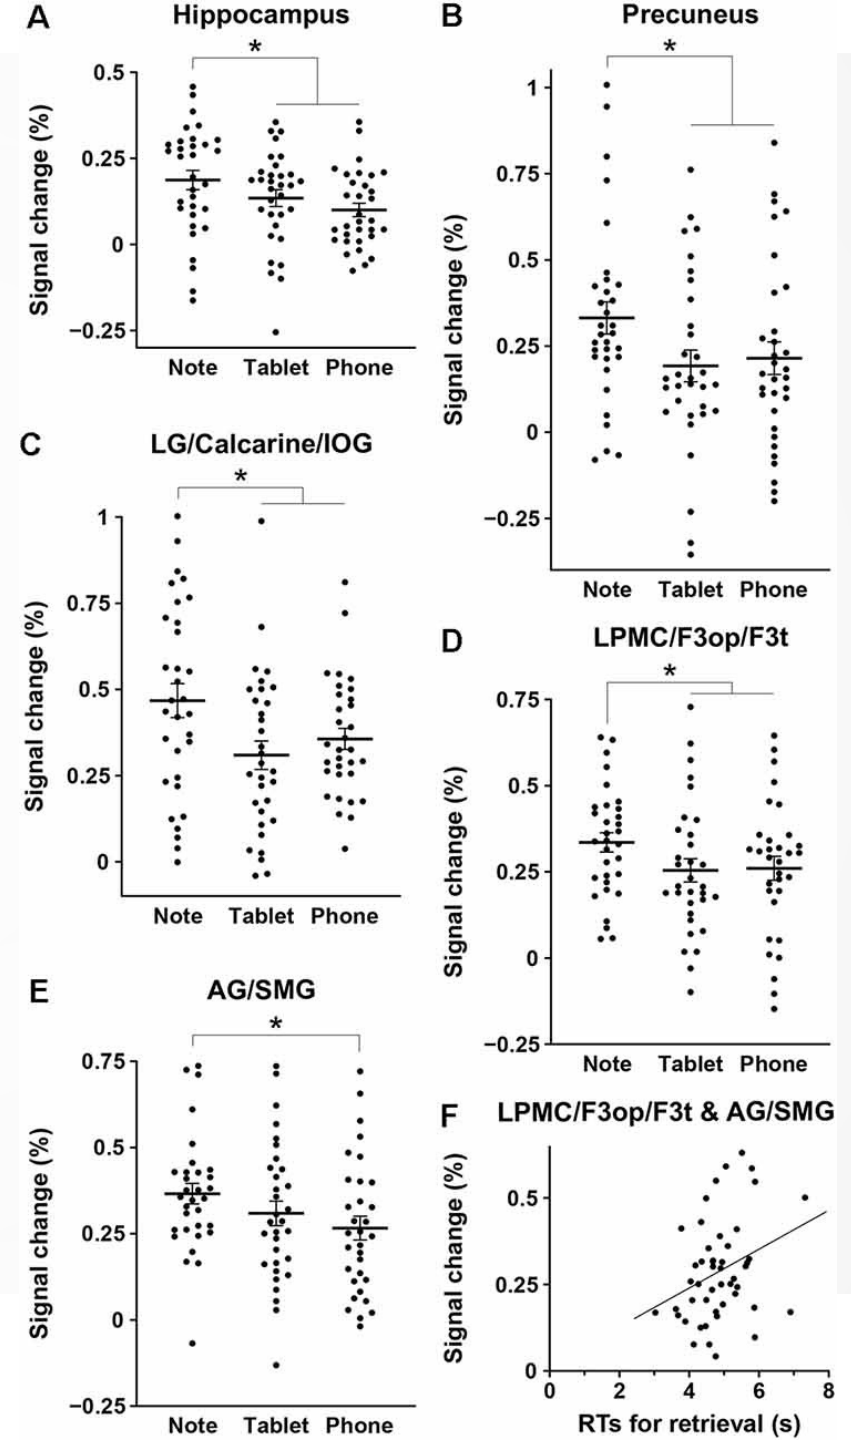 A
Hippocampus
*
0.5
0.25
0
−0.25
Signal change (%)
Note Tablet Phone
B
Precuneus
*
1
0.75
0.5
0.25
0
−0.25
Signal change (%)
Note Tablet Phone
C
LG/Calcarine/IOG
*
1
0.75
0.5
0.25
0
Signal change (%)
Note Tablet Phone
D
LPMC/F3op/F3t
*
0.75
0.5
0.25
0
−0.25
Signal change (%)
Note Tablet Phone
E
AG/SMG
*
0.75
0.5
0.25
0
−0.25
Signal change (%)
Note Tablet Phone
F
LPMC/F3op/F3t & AG/SMG
0.5
0.25
0
Signal change (%)
0 2 4 6 8
RTs for retrieval (s)